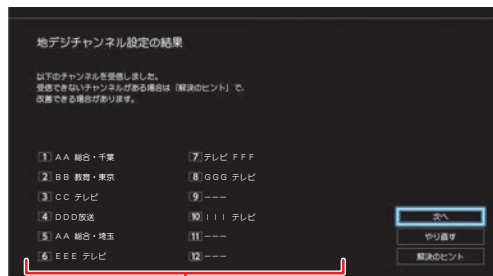 地デジチャンネル設定の結果
以下のチャンネルを受信しました。
受信できないチャンネルがある場合は「解決のヒント」で、
改善できる場合があります。
1 AA 総合・千葉
2 BB 教育・東京
3 CC テレビ
4 DDD放送
5 AA 総合・埼玉
6 EEE テレビ
7 テレビ FFF
8 GGG テレビ
9 ---
10 III テレビ
11 ---
12 ---
次へ
やり直す
解決のヒント